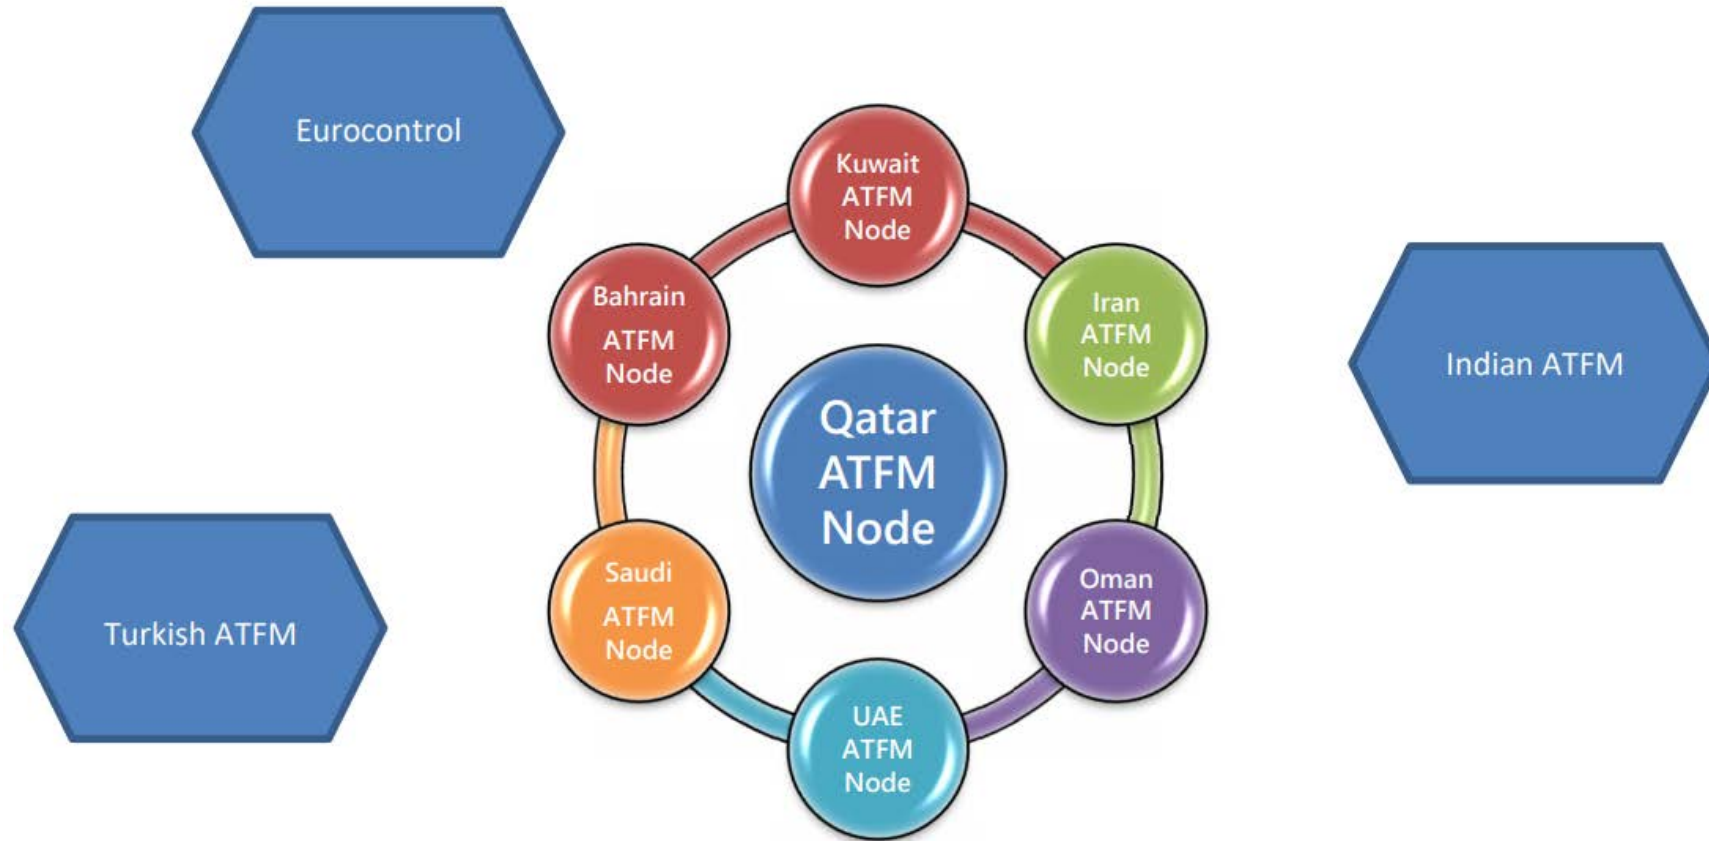 Eurocontrol
Kuwait
ATFM
Node
Bahrain
ATFM
Node
Iran
ATFM
Node
Indian ATFM
Qatar
ATFM
Node
Saudi
ATFM
Node
Oman
ATFM
Node
Turkish ATFM
UAE
ATFM
Node